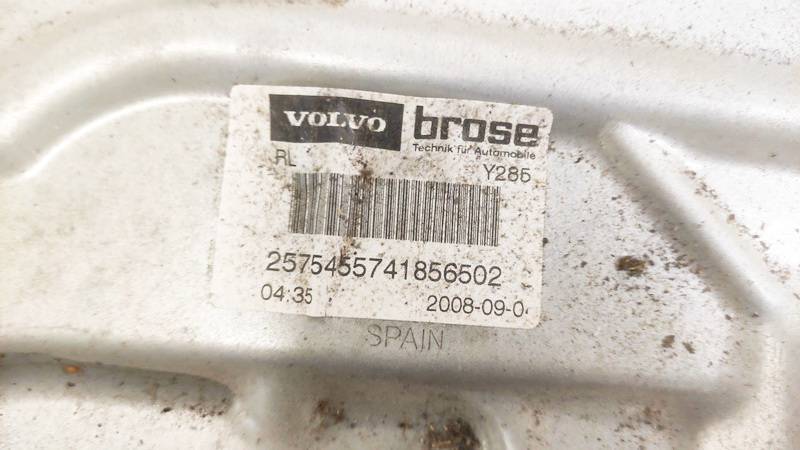 VOLVO brose
Technik für Automobile
RL Y285
2575455741856502
04:35 2008-09-0
SPAIN